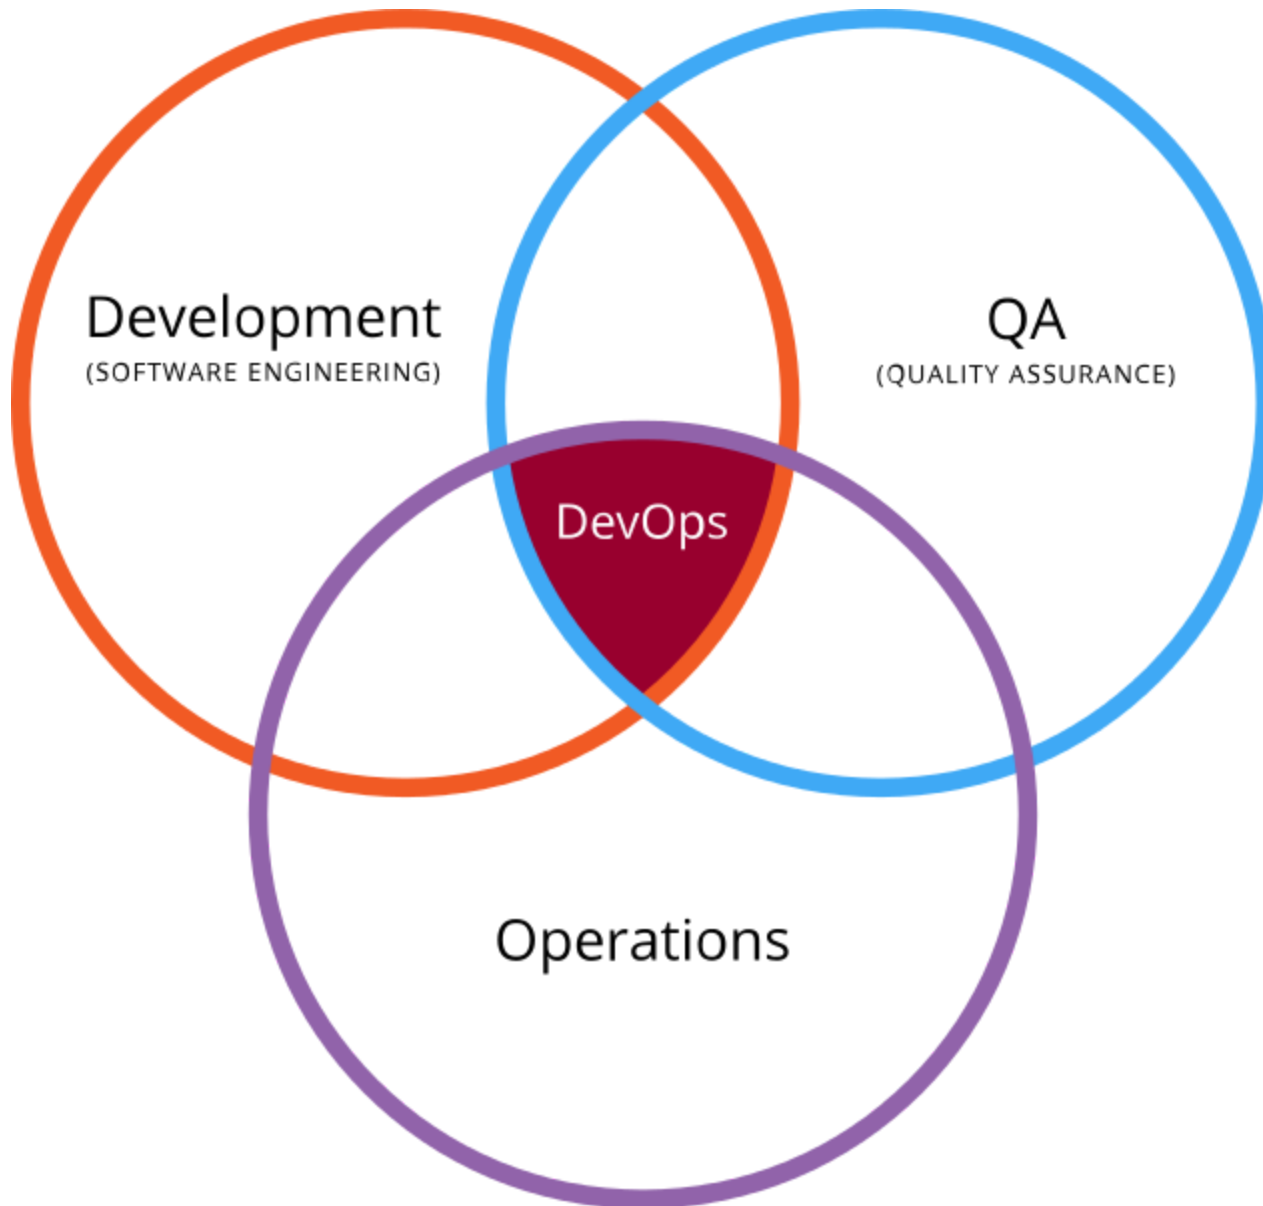 Development
(SOFTWARE ENGINEERING)
QA
(QUALITY ASSURANCE)
DevOps
Operations